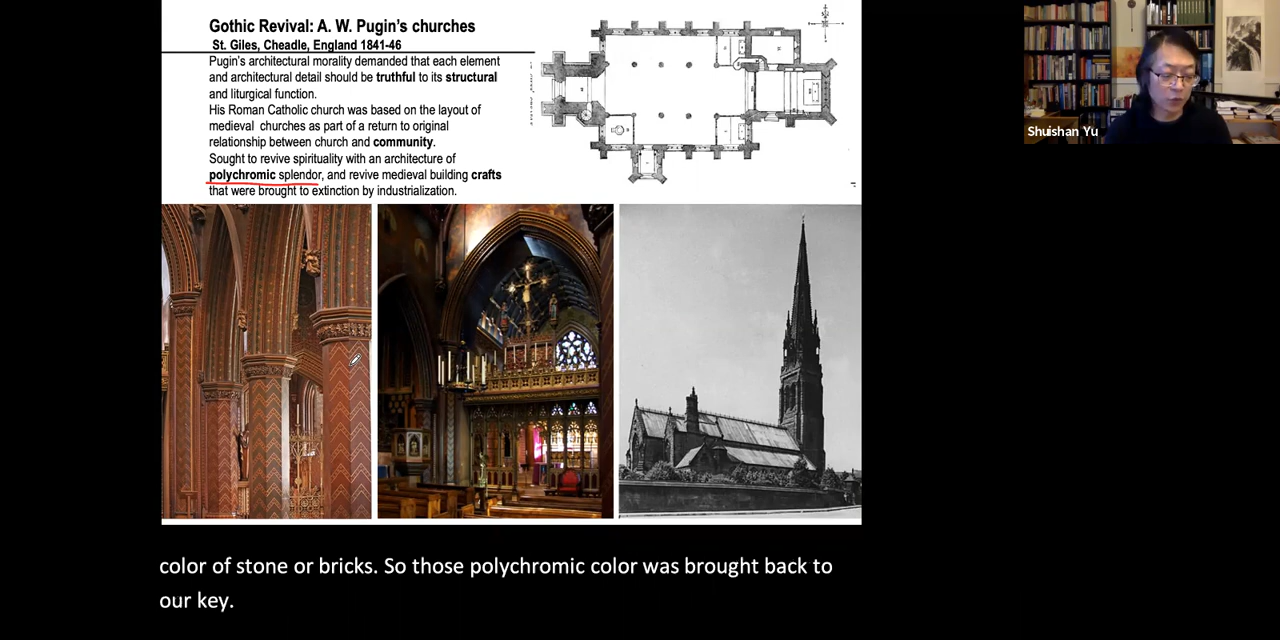 Gothic Revival: A. W. Pugin's churches
St. Giles, Cheadle, England 1841-46
Pugin's architectural morality demanded that each element
and architectural detail should be truthful to its structural
and liturgical function.
His Roman Catholic church was based on the layout of
medieval churches as part of a return to original
relationship between church and community.
Sought to revive spirituality with an architecture of
polychromic splendor, and revive medieval building crafts
that were brought to extinction by industrialization.
Shuishan Yu
color of stone or bricks. So those polychromic color was brought back to
our key.